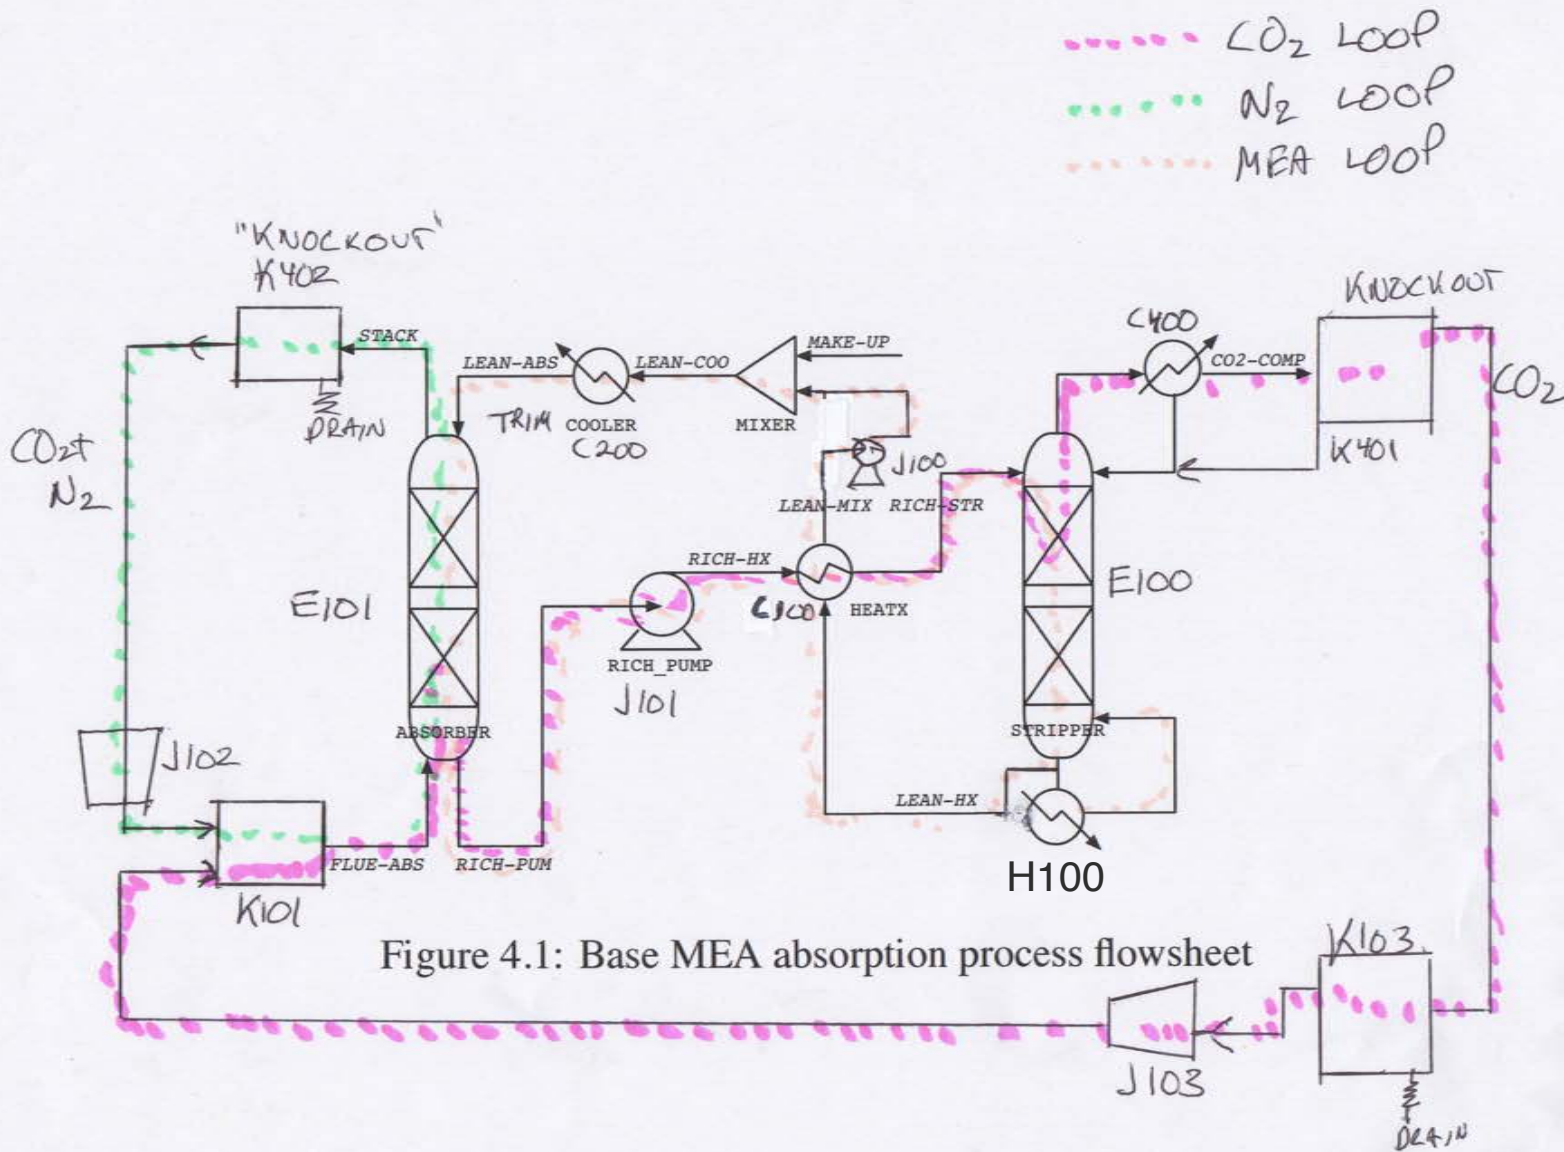 CO₂ LOOP
N₂ LOOP
MEA LOOP
"KNOCKOUT"
K402
STACK
DRAIN
CO₂+
N₂
LEAN-ABS
LEAN-COO
MAKE-UP
TRIM COOLER
C200
MIXER
J100
LEAN-MIX
RICH-STR
C400
CO2-COMP
KNOCKOUT
K401
CO₂
E101
RICH-HX
C100
HEATX
E100
RICH_PUMP
J101
ABSORBER
STRIPPER
J102
LEAN-HX
H100
FLUE-ABS
RICH-PUM
K101
Figure 4.1: Base MEA absorption process flowsheet
K103
J103
DRAIN